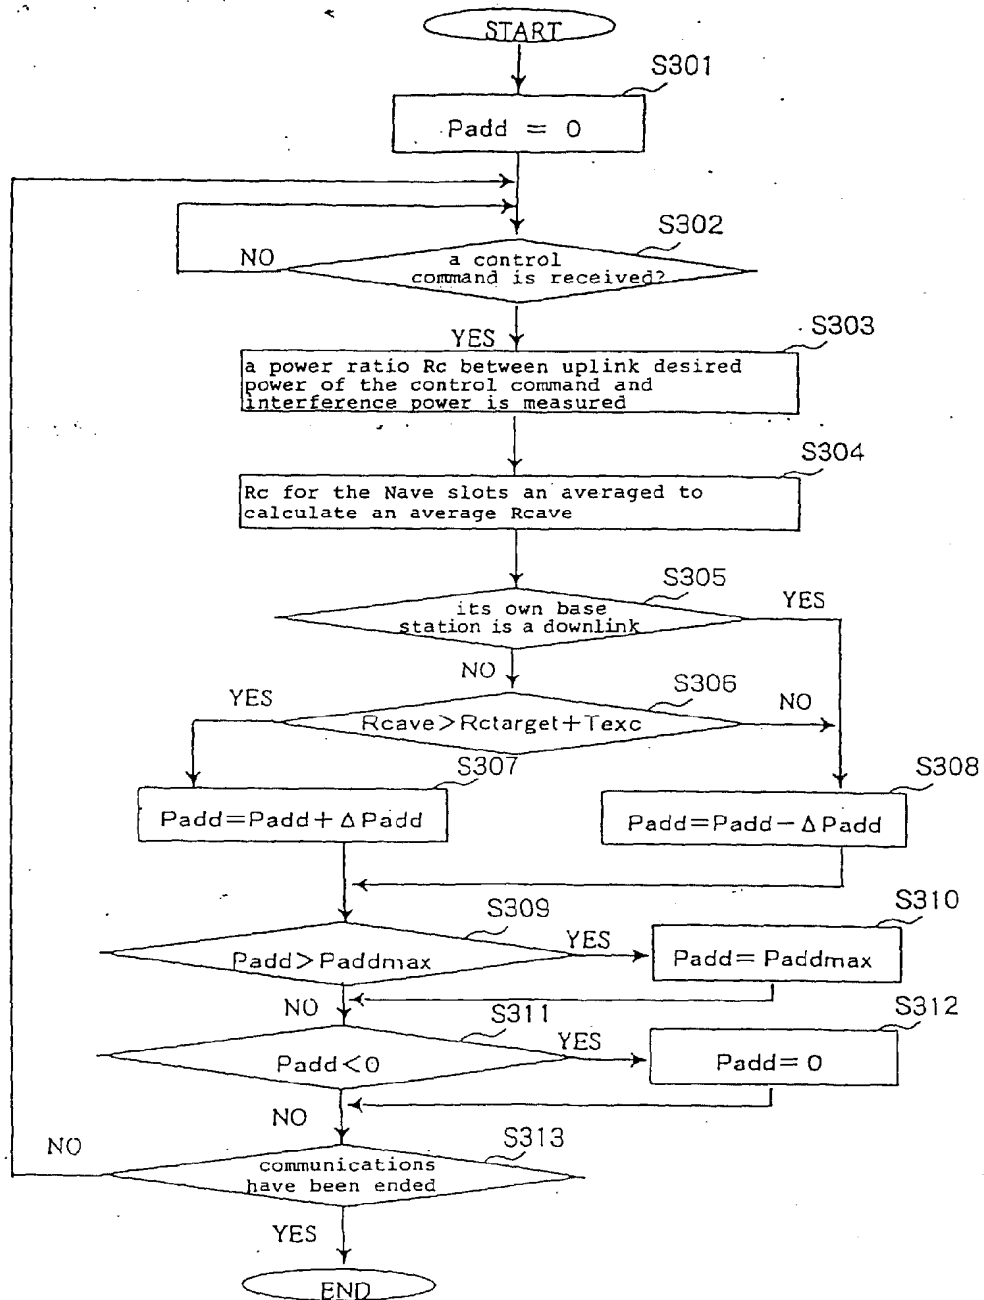 START
S301
Padd = 0
S302
NO
a control
command is received?
YES
S303
a power ratio Rc between uplink desired
power of the control command and
interference power is measured
S304
Rc for the Nave slots an averaged to
calculate an average Rcave
S305
its own base
station is a downlink
YES
NO
S306
YES
Rcave>Rctarget+Texc
NO
S307
Padd=Padd+ΔPadd
S308
Padd=Padd-ΔPadd
S309
Padd>Paddmax
YES
S310
Padd=Paddmax
NO
S311
Padd<0
YES
S312
Padd=0
NO
S313
NO
communications
have been ended
YES
END